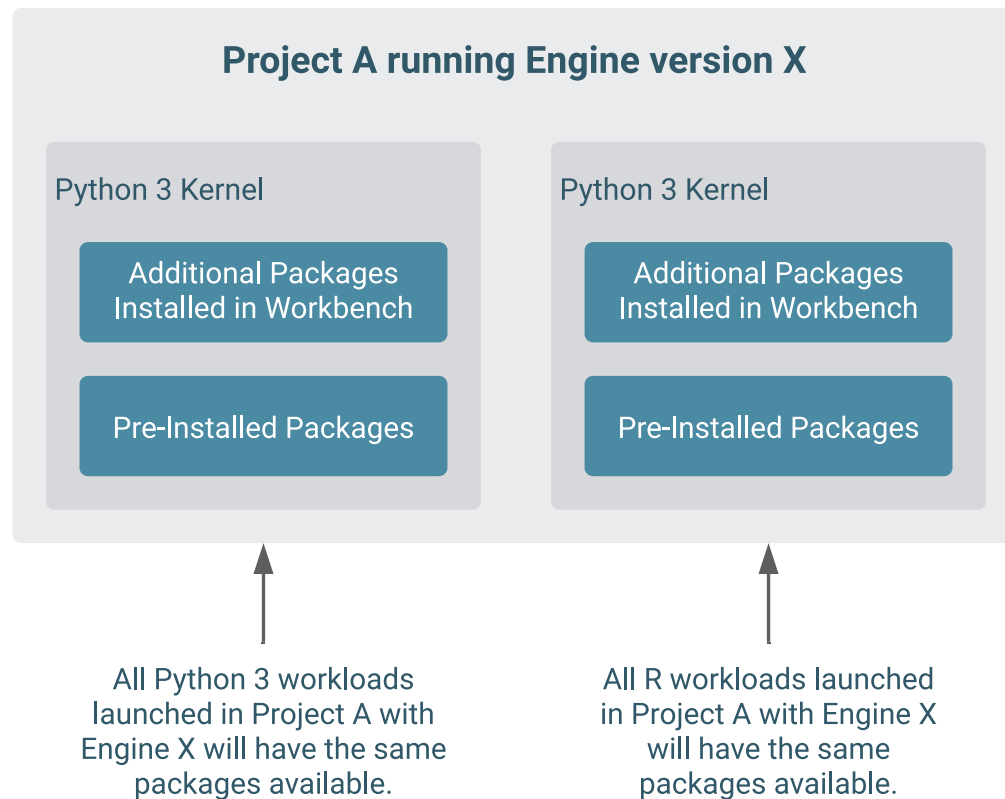 Project A running Engine version X
Python 3 Kernel
Additional Packages
Installed in Workbench
Pre-Installed Packages
Python 3 Kernel
Additional Packages
Installed in Workbench
Pre-Installed Packages
All Python 3 workloads
launched in Project A with
Engine X will have the same
packages available.
All R workloads launched
in Project A with Engine X
will have the same
packages available.